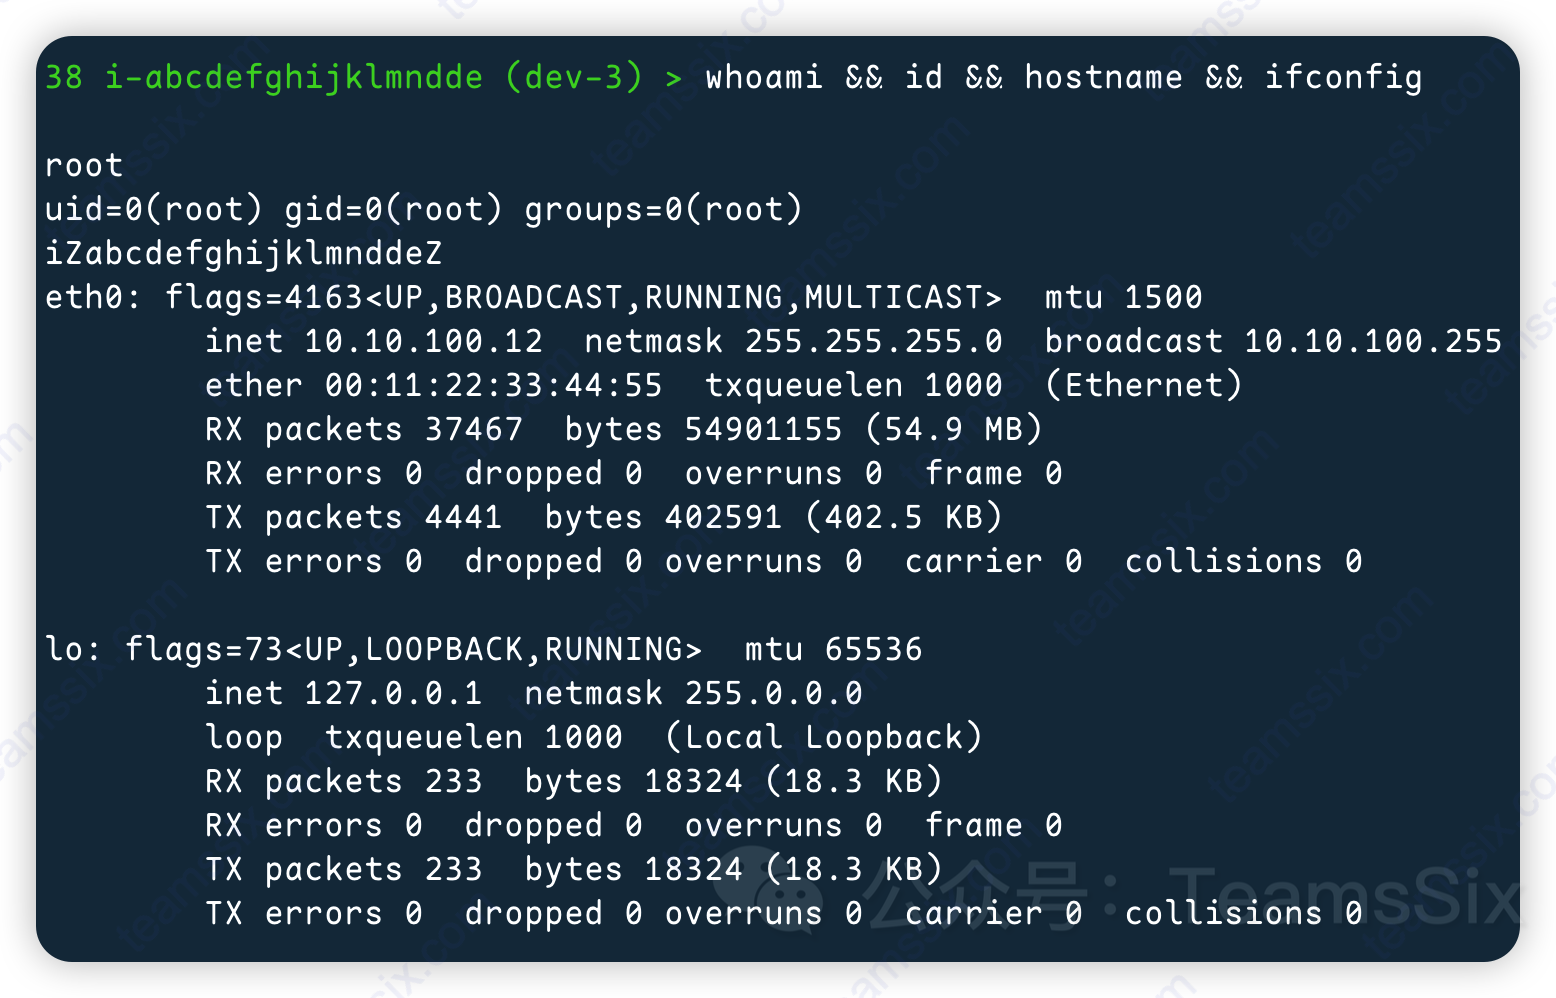 38 i-abcdefghijklmndde (dev-3) > whoami && id && hostname && ifconfig
root
uid=0(root) gid=0(root) groups=0(root)
iZabcdefghijklmnddeZ
eth0: flags=4163<UP,BROADCAST,RUNNING,MULTICAST>  mtu 1500
        inet 10.10.100.12  netmask 255.255.255.0  broadcast 10.10.100.255
        ether 00:11:22:33:44:55  txqueuelen 1000  (Ethernet)
        RX packets 37467  bytes 54901155 (54.9 MB)
        RX errors 0  dropped 0  overruns 0  frame 0
        TX packets 4441  bytes 402591 (402.5 KB)
        TX errors 0  dropped 0 overruns 0  carrier 0  collisions 0
lo: flags=73<UP,LOOPBACK,RUNNING>  mtu 65536
        inet 127.0.0.1  netmask 255.0.0.0
        loop  txqueuelen 1000  (Local Loopback)
        RX packets 233  bytes 18324 (18.3 KB)
        RX errors 0  dropped 0  overruns 0  frame 0
        TX packets 233  bytes 18324 (18.3 KB)
        TX errors 0  dropped 0 overruns 0  carrier 0  collisions 0
公众号：TeamsSix
teamssix.com